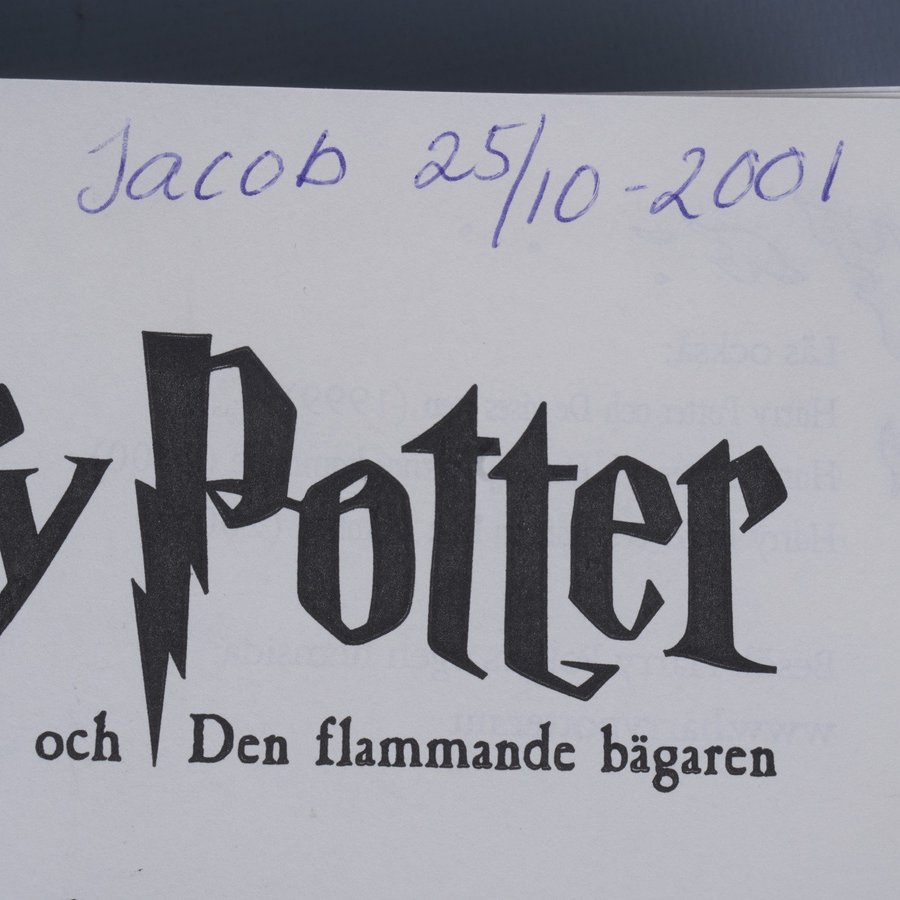 Jacob 25/10-2001
y Potter
och Den flammande bägaren